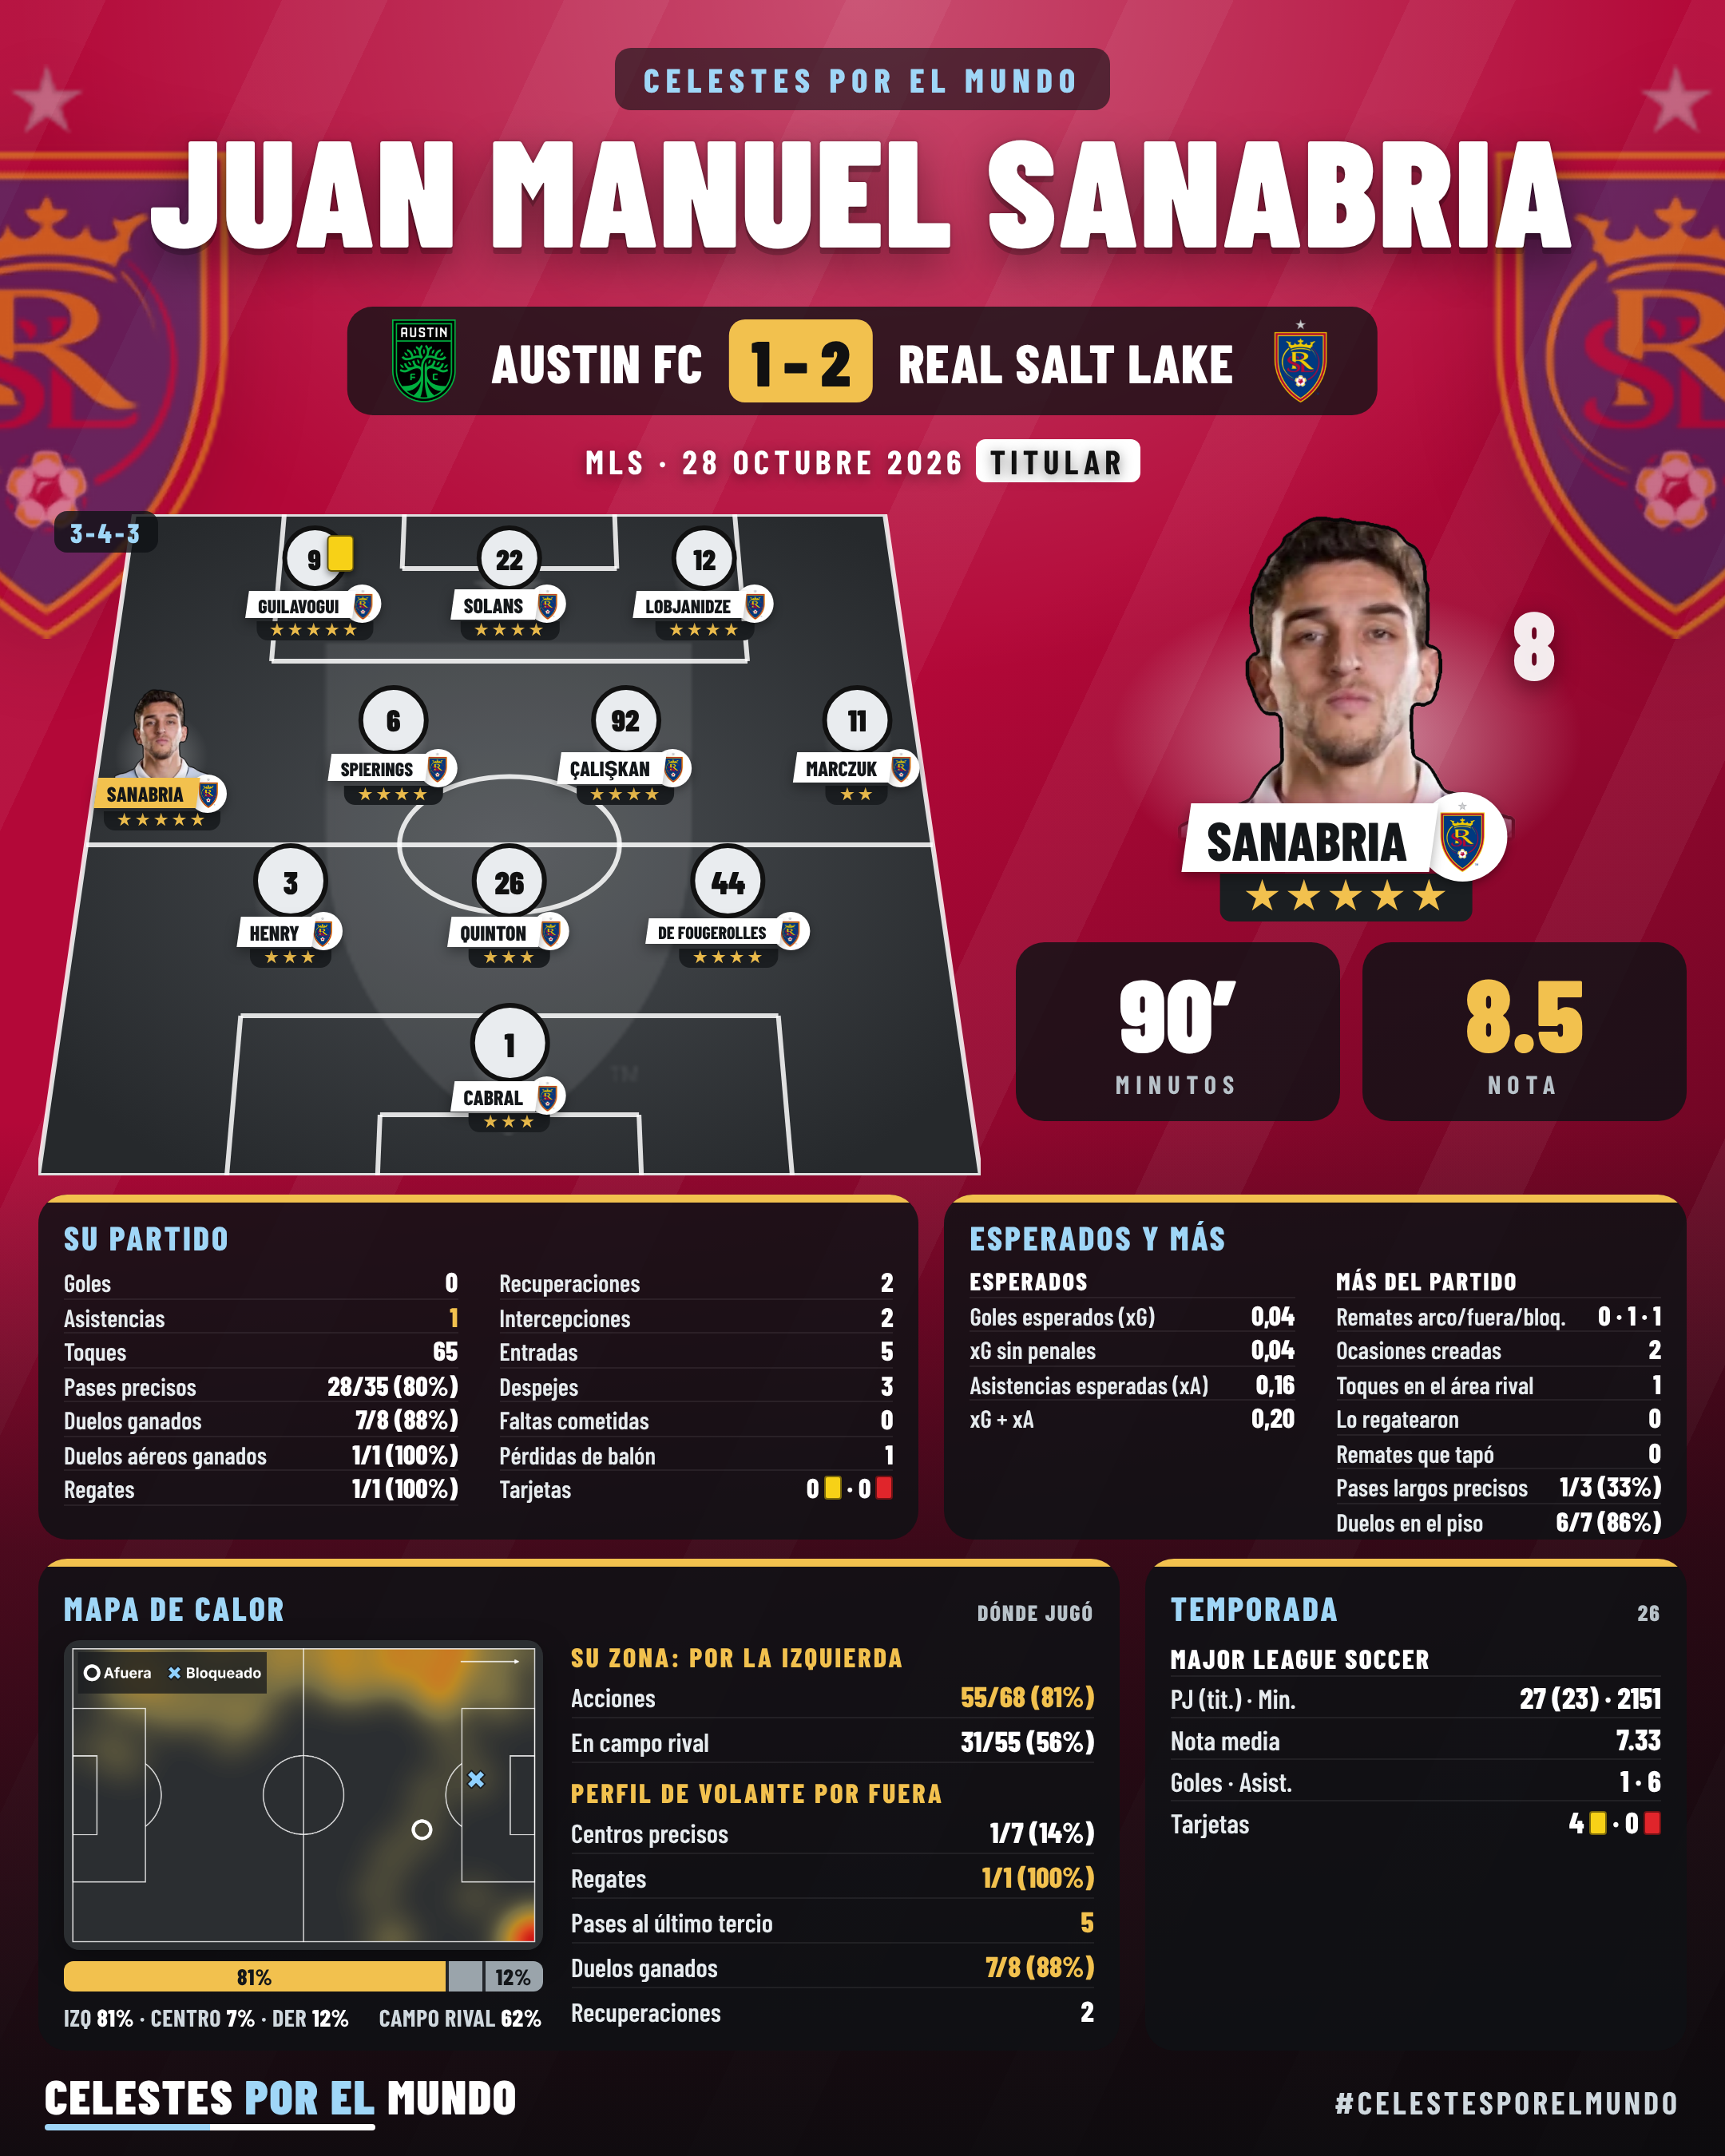 CELESTES POR EL MUNDO
JUAN MANUEL SANABRIA
AUSTIN FC 1 - 2 REAL SALT LAKE
MLS · 28 OCTUBRE 2026 TITULAR
3-4-3
9 22 12
GUILAVOGUI SOLANS LOBJANIDZE
6 92 11
SANABRIA SPIERINGS ÇALIŞKAN MARCZUK
3 26 44
HENRY QUINTON DE FOUGEROLLES
1
CABRAL
8
SANABRIA
90' 8.5
MINUTOS NOTA
SU PARTIDO
Goles 0
Asistencias 1
Toques 65
Pases precisos 28/35 (80%)
Duelos ganados 7/8 (88%)
Duelos aéreos ganados 1/1 (100%)
Regates 1/1 (100%)
Recuperaciones 2
Intercepciones 2
Entradas 5
Despejes 3
Faltas cometidas 0
Pérdidas de balón 1
Tarjetas 0 · 0
ESPERADOS Y MÁS
ESPERADOS
Goles esperados (xG) 0,04
xG sin penales 0,04
Asistencias esperadas (xA) 0,16
xG + xA 0,20
MÁS DEL PARTIDO
Remates arco/fuera/bloq. 0 · 1 · 1
Ocasiones creadas 2
Toques en el área rival 1
Lo regatearon 0
Remates que tapó 0
Pases largos precisos 1/3 (33%)
Duelos en el piso 6/7 (86%)
MAPA DE CALOR DÓNDE JUGÓ
Afuera Bloqueado
81% 12%
IZQ 81% · CENTRO 7% · DER 12% CAMPO RIVAL 62%
SU ZONA: POR LA IZQUIERDA
Acciones 55/68 (81%)
En campo rival 31/55 (56%)
PERFIL DE VOLANTE POR FUERA
Centros precisos 1/7 (14%)
Regates 1/1 (100%)
Pases al último tercio 5
Duelos ganados 7/8 (88%)
Recuperaciones 2
TEMPORADA 26
MAJOR LEAGUE SOCCER
PJ (tit.) · Min. 27 (23) · 2151
Nota media 7.33
Goles · Asist. 1 · 6
Tarjetas 4 · 0
CELESTES POR EL MUNDO
#CELESTESPORELMUNDO